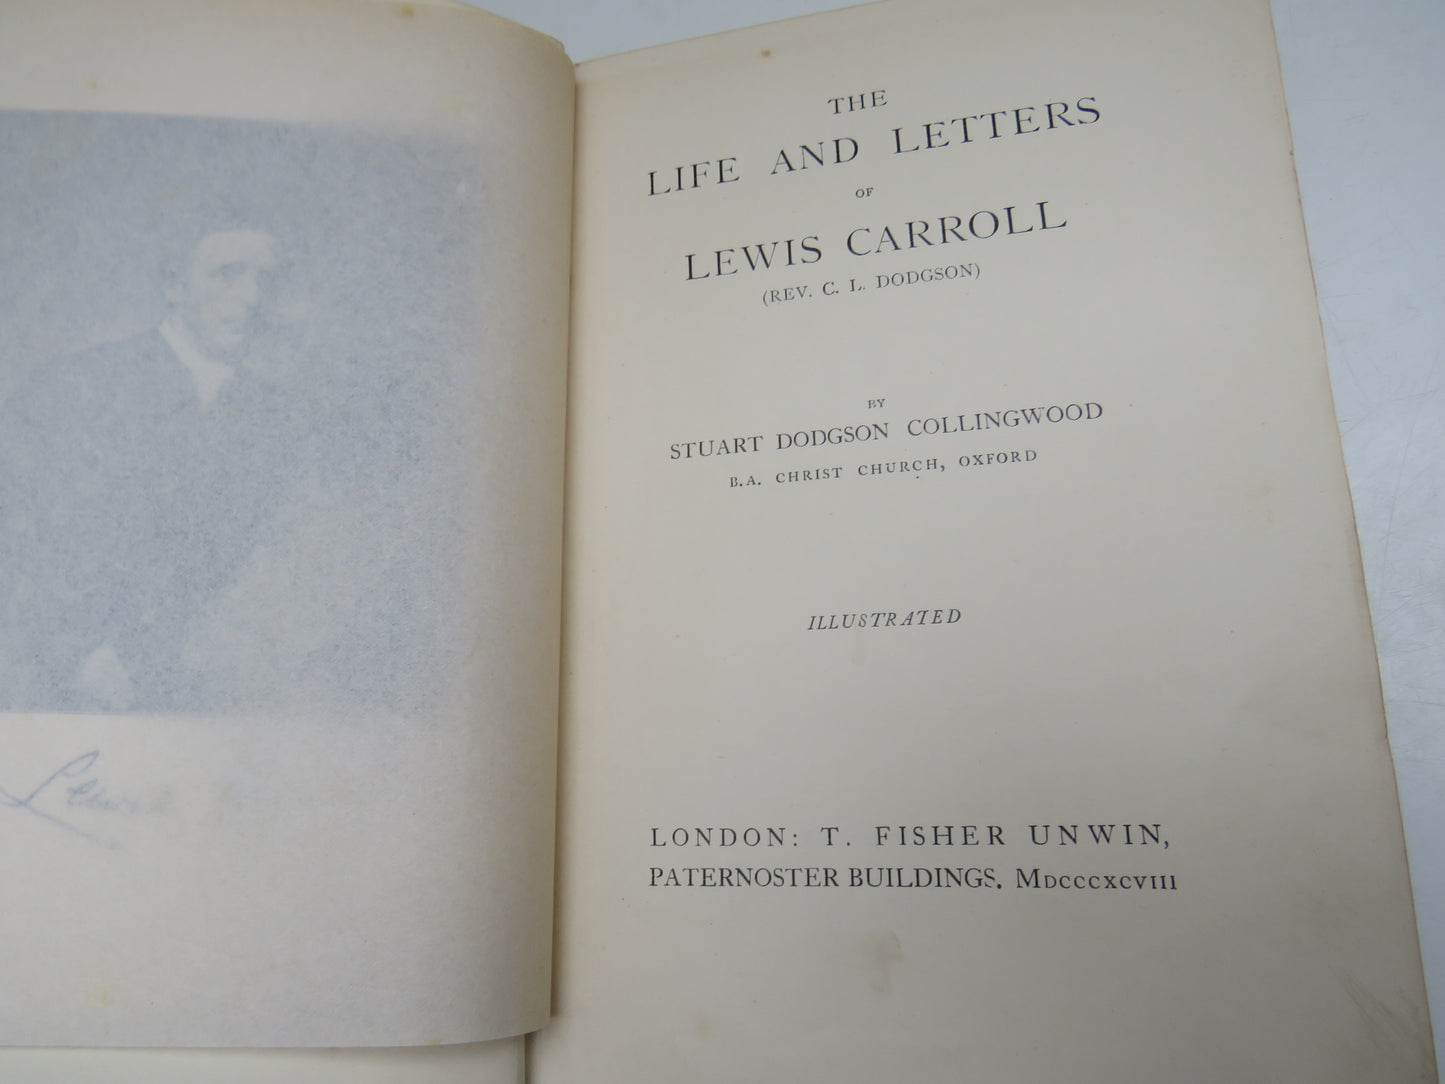 THE
LIFE AND LETTERS
OF
LEWIS CARROLL
(REV. C. L. DODGSON)
BY
STUART DODGSON COLLINGWOOD
B.A. CHRIST CHURCH, OXFORD
ILLUSTRATED
LONDON: T. FISHER UNWIN,
PATERNOSTER BUILDINGS. MDCCCXCVIII
Lewis